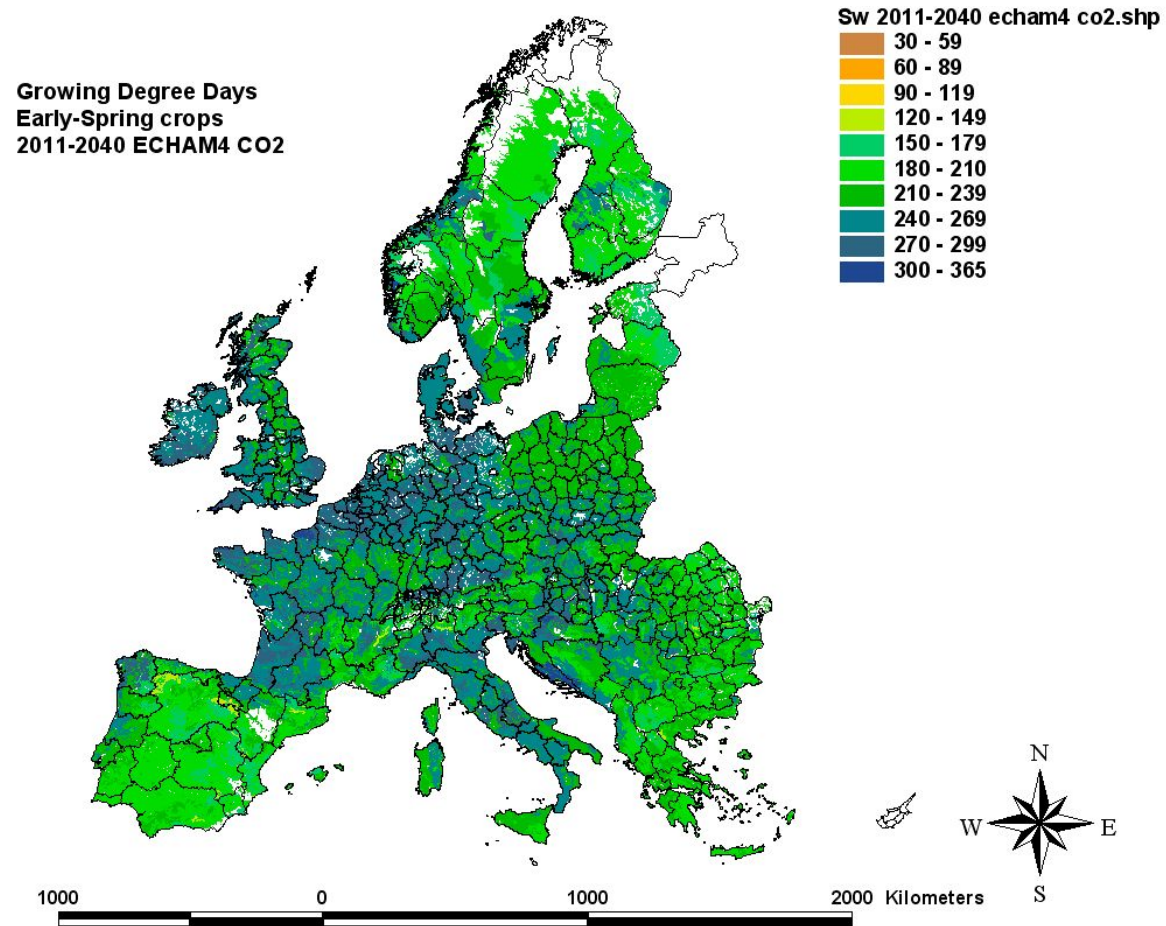 Growing Degree Days
Early-Spring crops
2011-2040 ECHAM4 CO2
Sw 2011-2040 echam4 co2.shp
30 - 59
60 - 89
90 - 119
120 - 149
150 - 179
180 - 210
210 - 239
240 - 269
270 - 299
300 - 365
N
W E
S
1000 0 1000 2000 Kilometers